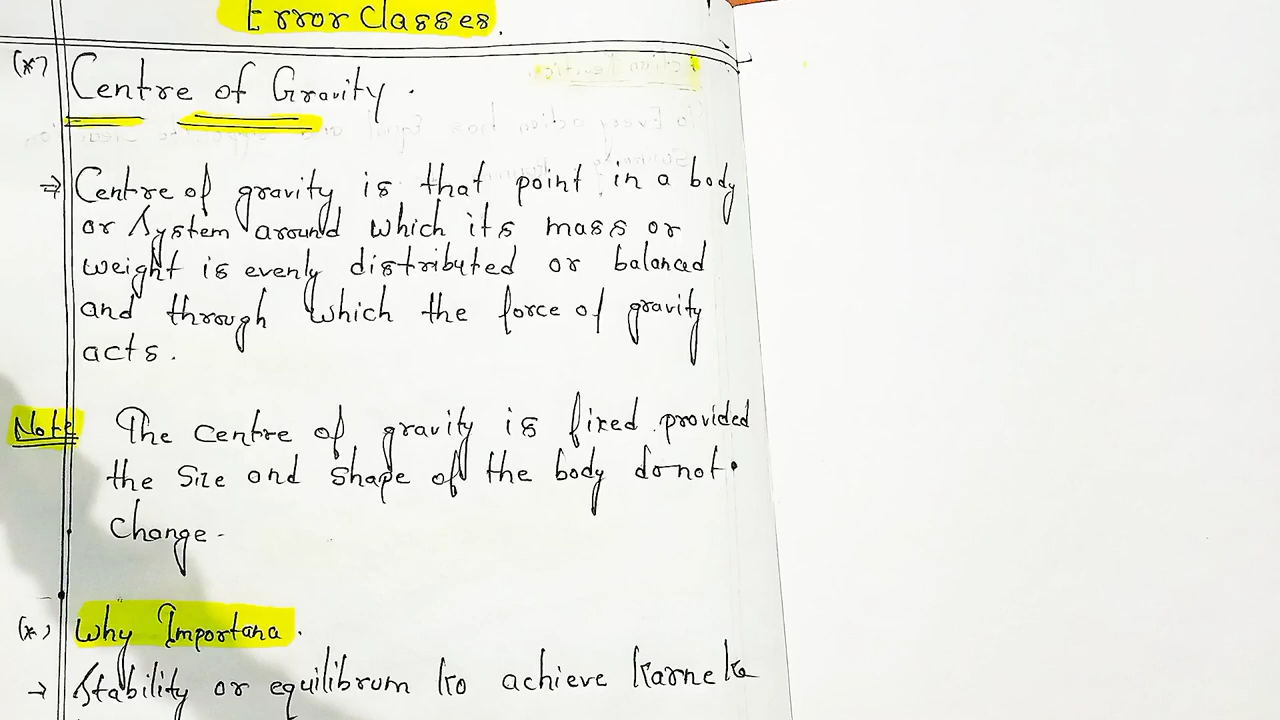 Error Classes.
(*) Centre of Gravity.
⇒ Centre of gravity is that point in a body
or System around which its mass or
weight is evenly distributed or balanced
and through which the force of gravity
acts.
Note The centre of gravity is fixed provided
the size and shape of the body do not
change.
(*) Why Importana.
→ Stability or equilibrum ko achieve karne ke